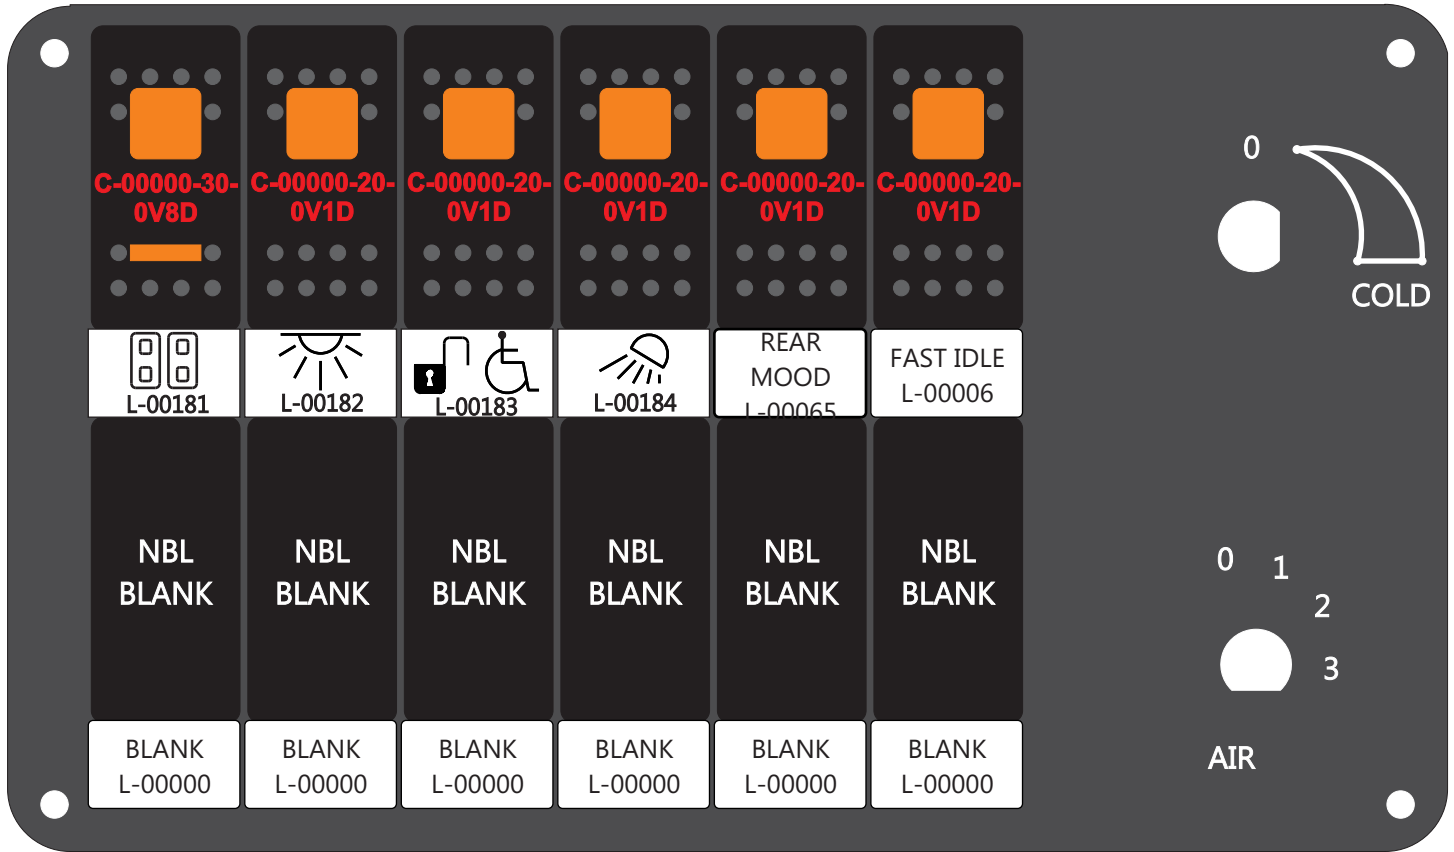 C-00000-30-
0V8D
C-00000-20-
0V1D
C-00000-20-
0V1D
C-00000-20-
0V1D
C-00000-20-
0V1D
C-00000-20-
0V1D
0
COLD
L-00181
L-00182
L-00183
L-00184
REAR
MOOD
L-00065
FAST IDLE
L-00006
NBL
BLANK
NBL
BLANK
NBL
BLANK
NBL
BLANK
NBL
BLANK
NBL
BLANK
0
1
2
3
AIR
BLANK
L-00000
BLANK
L-00000
BLANK
L-00000
BLANK
L-00000
BLANK
L-00000
BLANK
L-00000